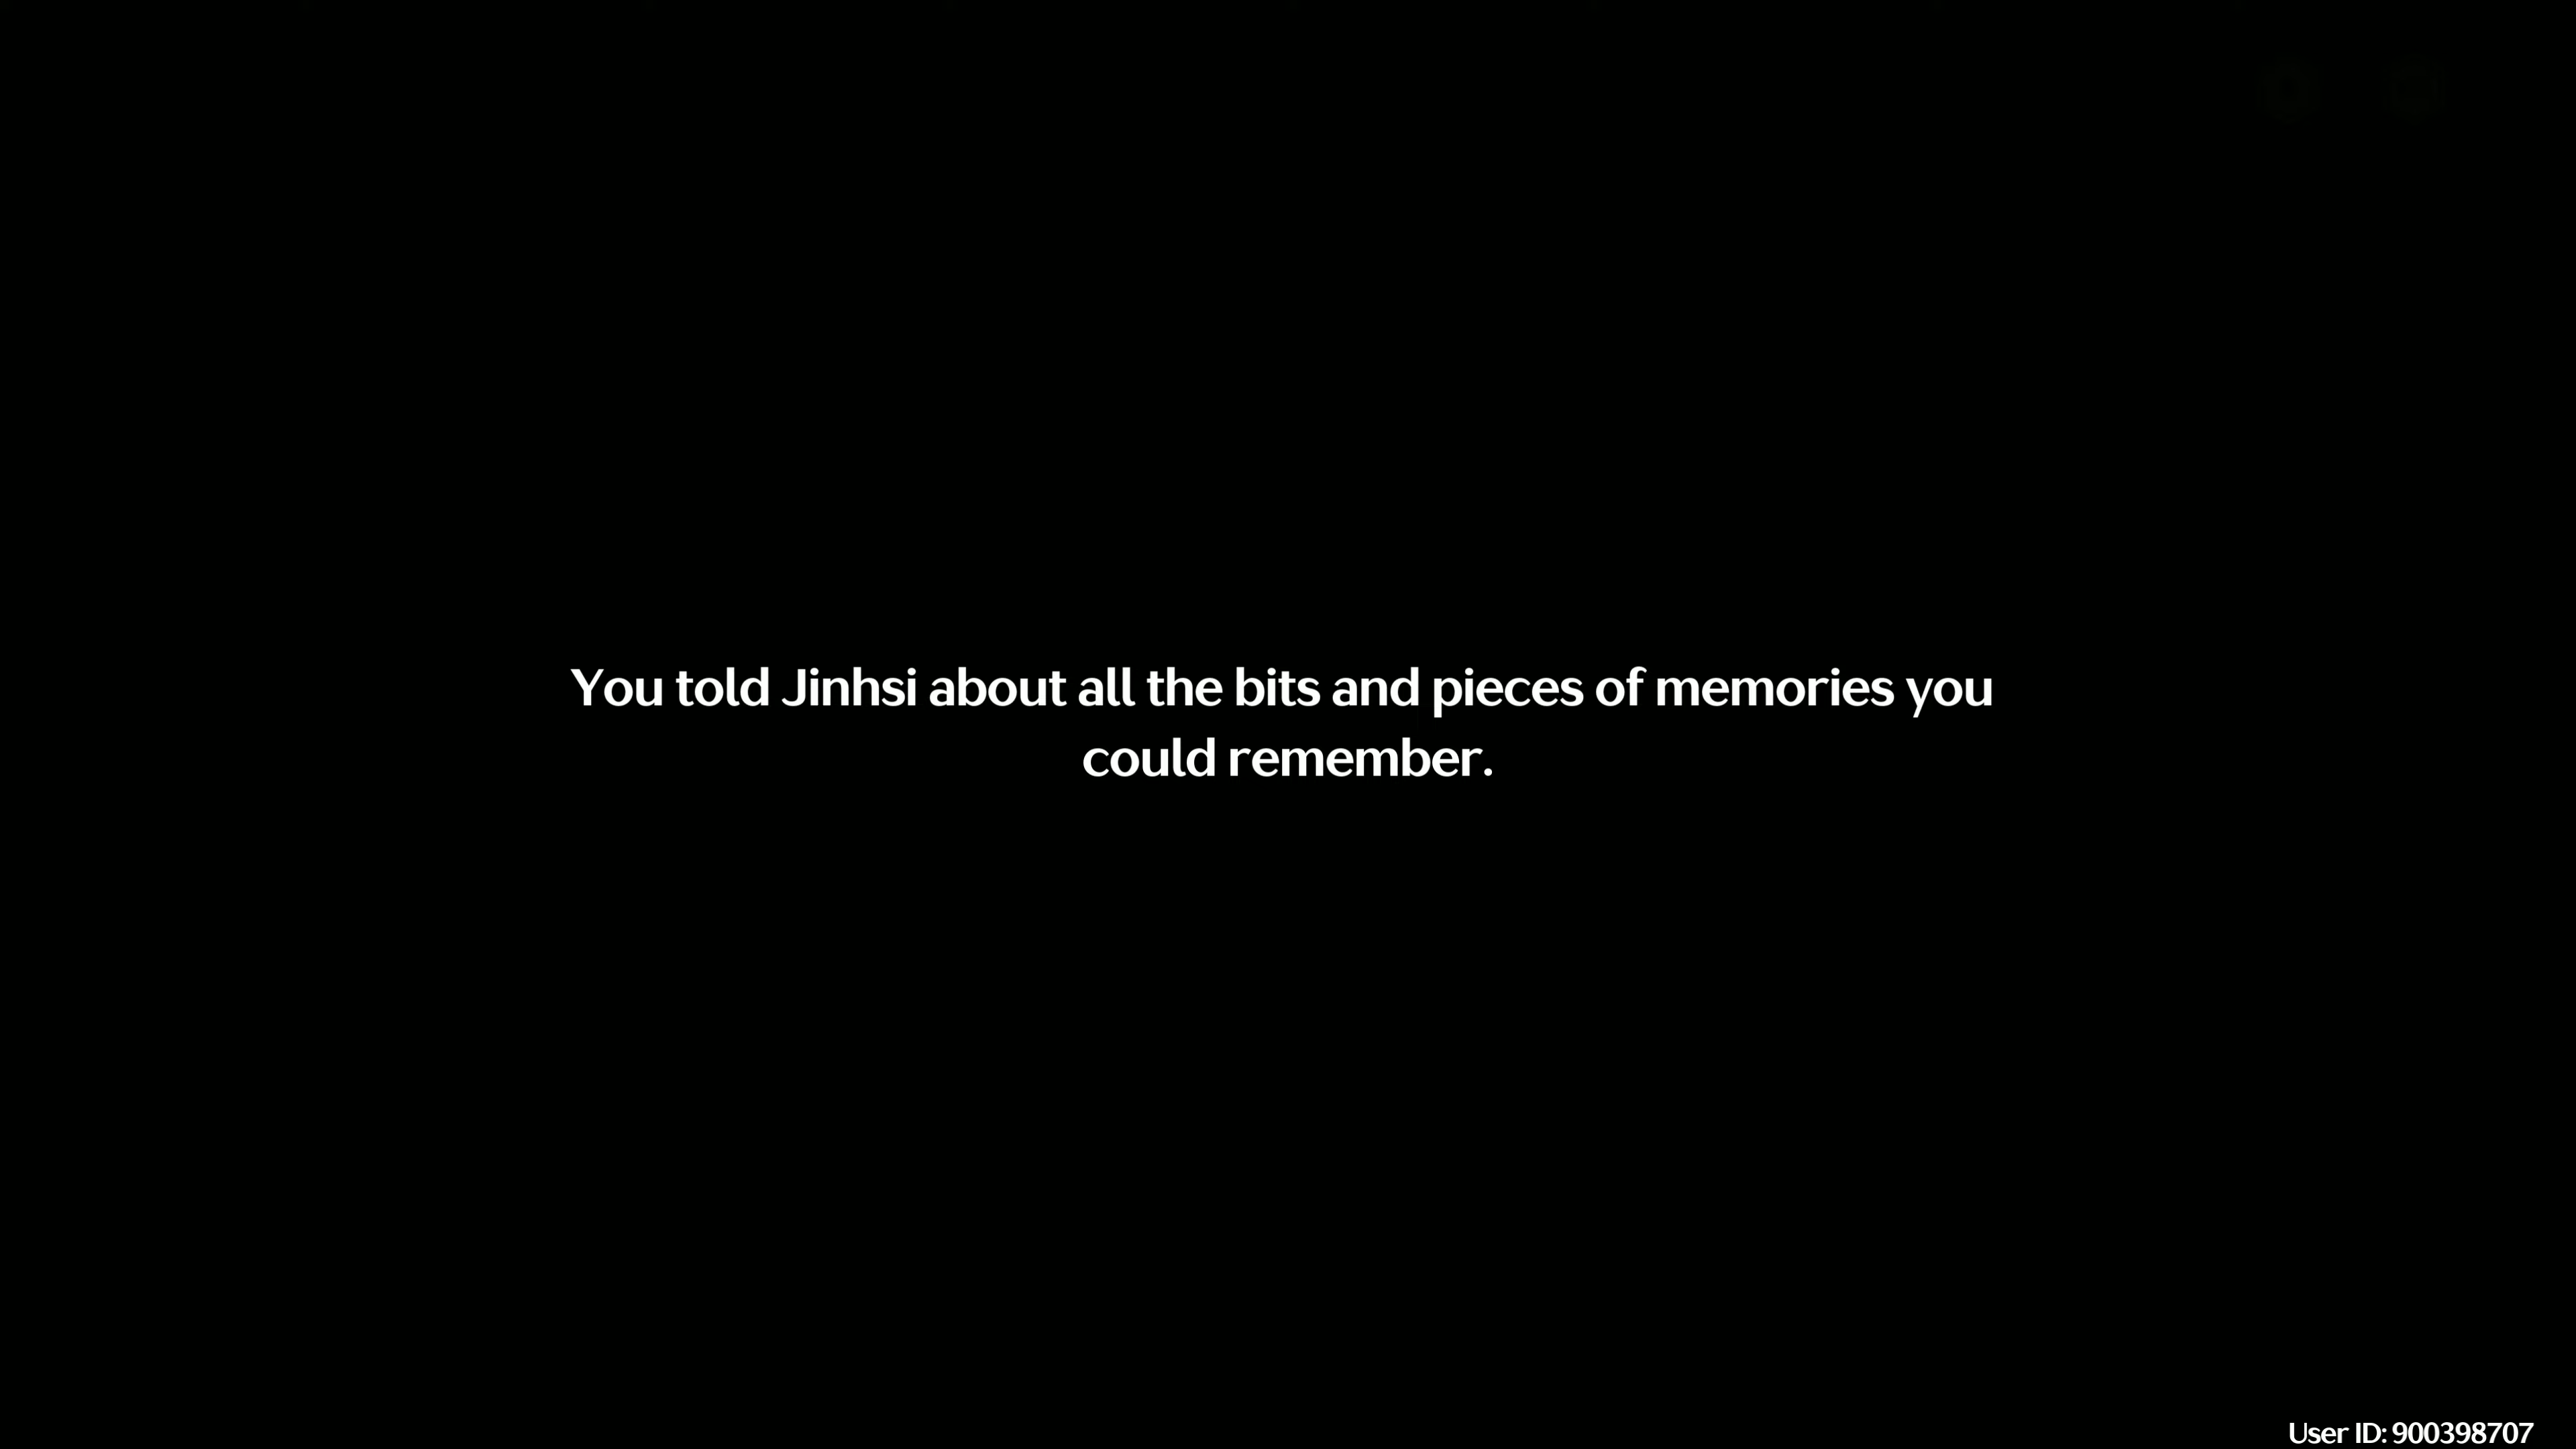 You told Jinhsi about all the bits and pieces of memories you
could remember.
User ID: 900398707